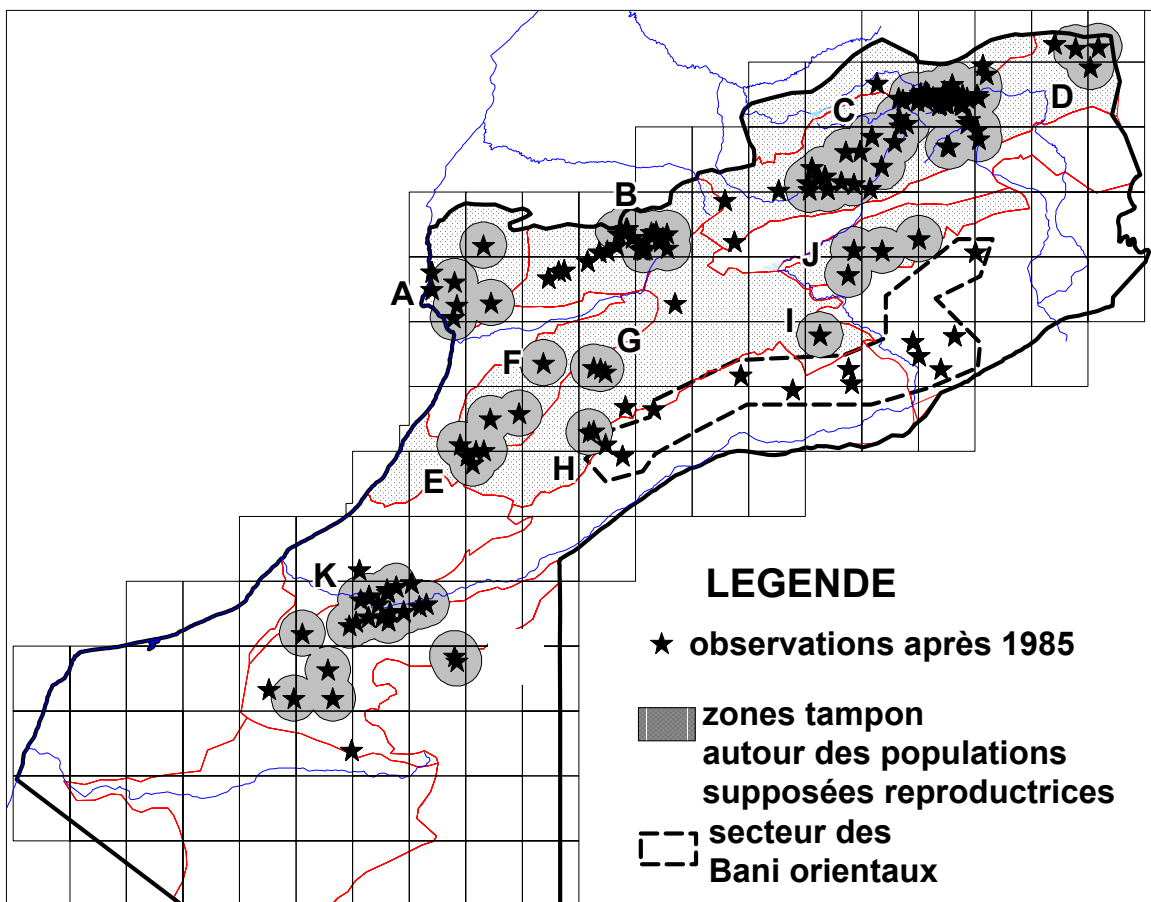 D
C
B
J
A
I
G
F
H
E
K
LEGENDE
observations après 1985
zones tampon
autour des populations
supposées reproductrices
secteur des
Bani orientaux